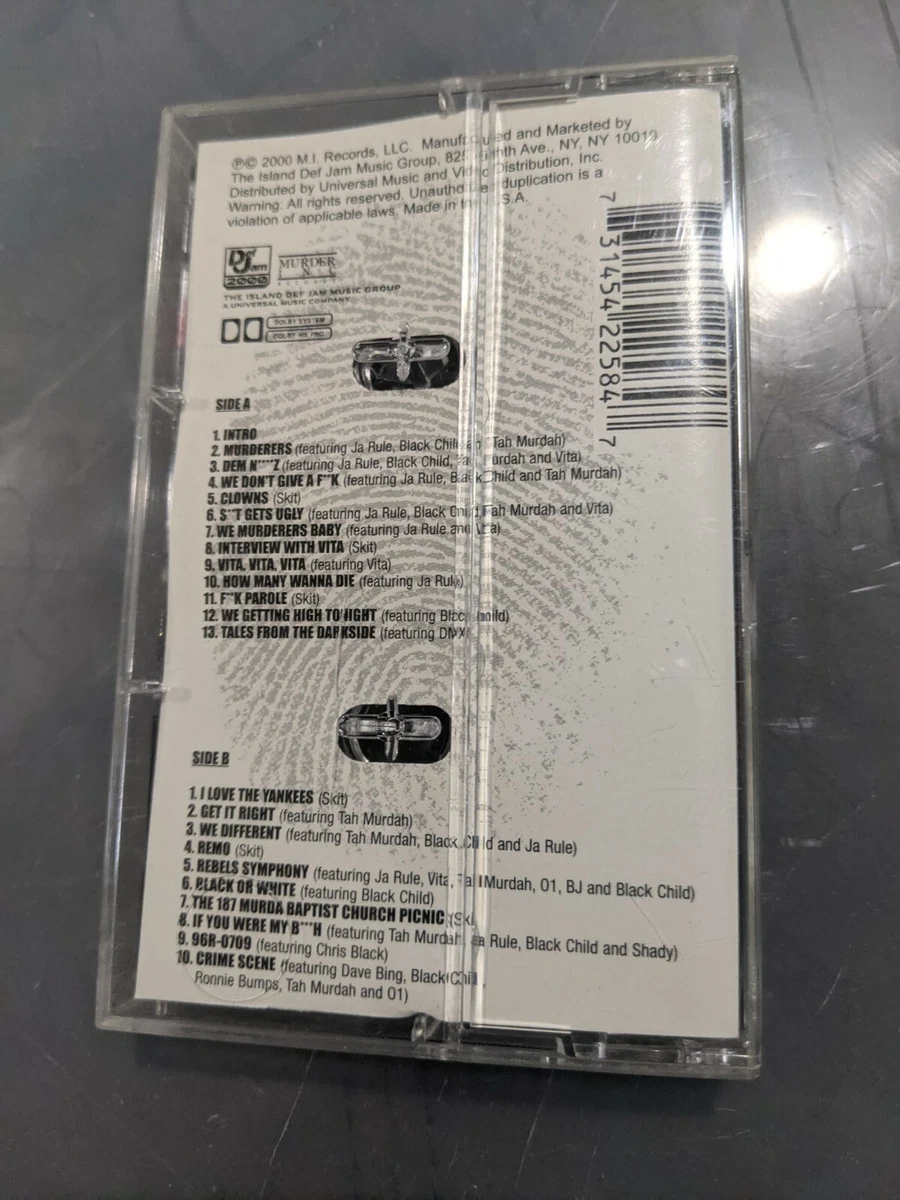 ℗© 2000 M.I. Records, LLC. Manufactured and Marketed by
The Island Def Jam Music Group, 825 Eighth Ave., NY, NY 10019
Distributed by Universal Music and Video Distribution, Inc.
Warning: All rights reserved. Unauthorized duplication is a
violation of applicable laws. Made in the U.S.A.
Def Jam
2000
MURDER
INC
RECORDS
THE ISLAND DEF JAM MUSIC GROUP
A UNIVERSAL MUSIC COMPANY
DOLBY SYSTEM
DOLBY HX PRO
7 31454 22584 7
SIDE A
1. INTRO
2. MURDERERS (featuring Ja Rule, Black Child and Tah Murdah)
3. DEM N****Z (featuring Ja Rule, Black Child, Tah Murdah and Vita)
4. WE DON'T GIVE A F**K (featuring Ja Rule, Black Child and Tah Murdah)
5. CLOWNS (Skit)
6. S**T GETS UGLY (featuring Ja Rule, Black Child, Tah Murdah and Vita)
7. WE MURDERERS BABY (featuring Ja Rule and Vita)
8. INTERVIEW WITH VITA (Skit)
9. VITA, VITA, VITA (featuring Vita)
10. HOW MANY WANNA DIE (featuring Ja Rule)
11. F**K PAROLE (Skit)
12. WE GETTING HIGH TONIGHT (featuring Black Child)
13. TALES FROM THE DARKSIDE (featuring DMX)
SIDE B
1. I LOVE THE YANKEES (Skit)
2. GET IT RIGHT (featuring Tah Murdah)
3. WE DIFFERENT (featuring Tah Murdah, Black Child and Ja Rule)
4. REMO (Skit)
5. REBELS SYMPHONY (featuring Ja Rule, Vita, Tah Murdah, O1, BJ and Black Child)
6. BLACK OR WHITE (featuring Black Child)
7. THE 187 MURDA BAPTIST CHURCH PICNIC (Skit)
8. IF YOU WERE MY B***H (featuring Tah Murdah, Ja Rule, Black Child and Shady)
9. 96R-0709 (featuring Chris Black)
10. CRIME SCENE (featuring Dave Bing, Black Child,
Ronnie Bumps, Tah Murdah and O1)